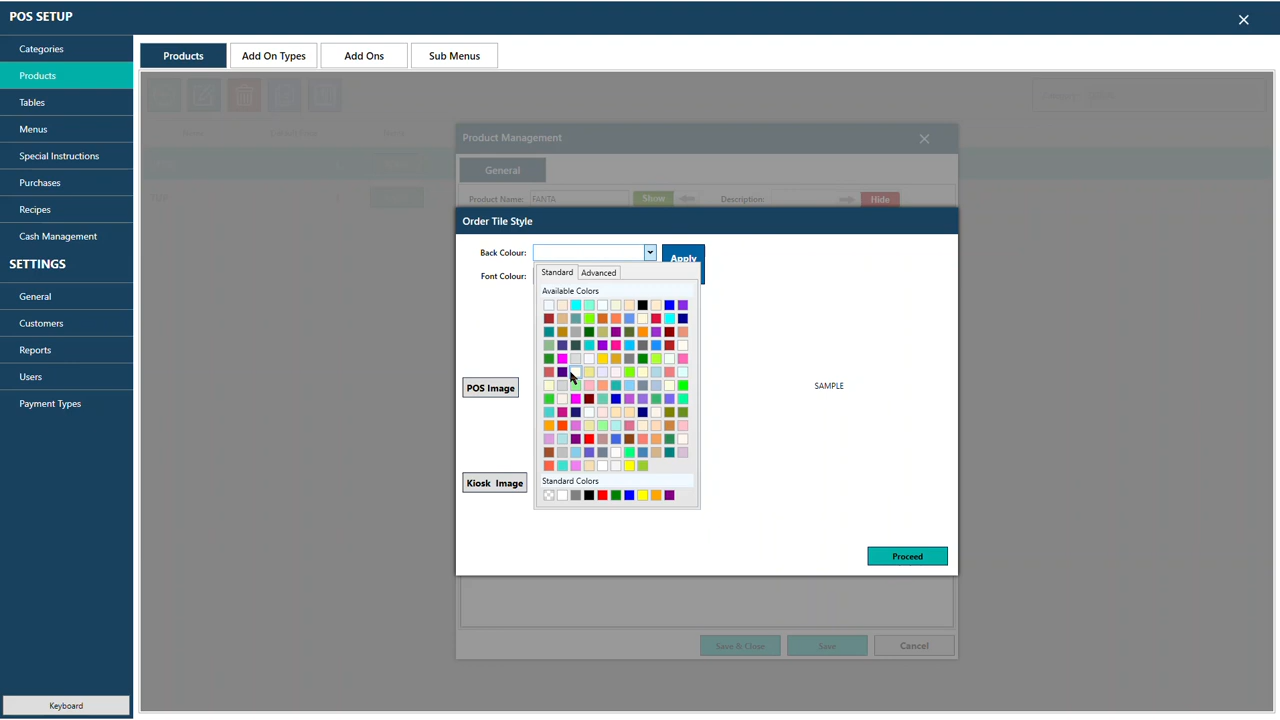 POS SETUP
Categories
Products
Tables
Menus
Special Instructions
Purchases
Recipes
Cash Management
SETTINGS
General
Customers
Reports
Users
Payment Types
Keyboard
Products
Add On Types
Add Ons
Sub Menus
Product Management
General
Product Name:
FANTA
Show
Description:
Hide
Order Tile Style
Back Colour:
Apply
Font Colour:
Standard
Advanced
Available Colors
Standard Colors
POS Image
Kiosk Image
SAMPLE
Proceed
Save & Close
Save
Cancel